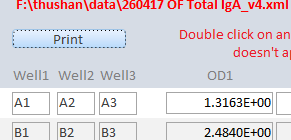 F:\thushan\data\260417 OF Total IgA_v4.xml
Print
Double click on an
doesn't ap
Well1 Well2 Well3 OD1
A1 A2 A3 1.3163E+00
B1 B2 B3 2.4840E+00